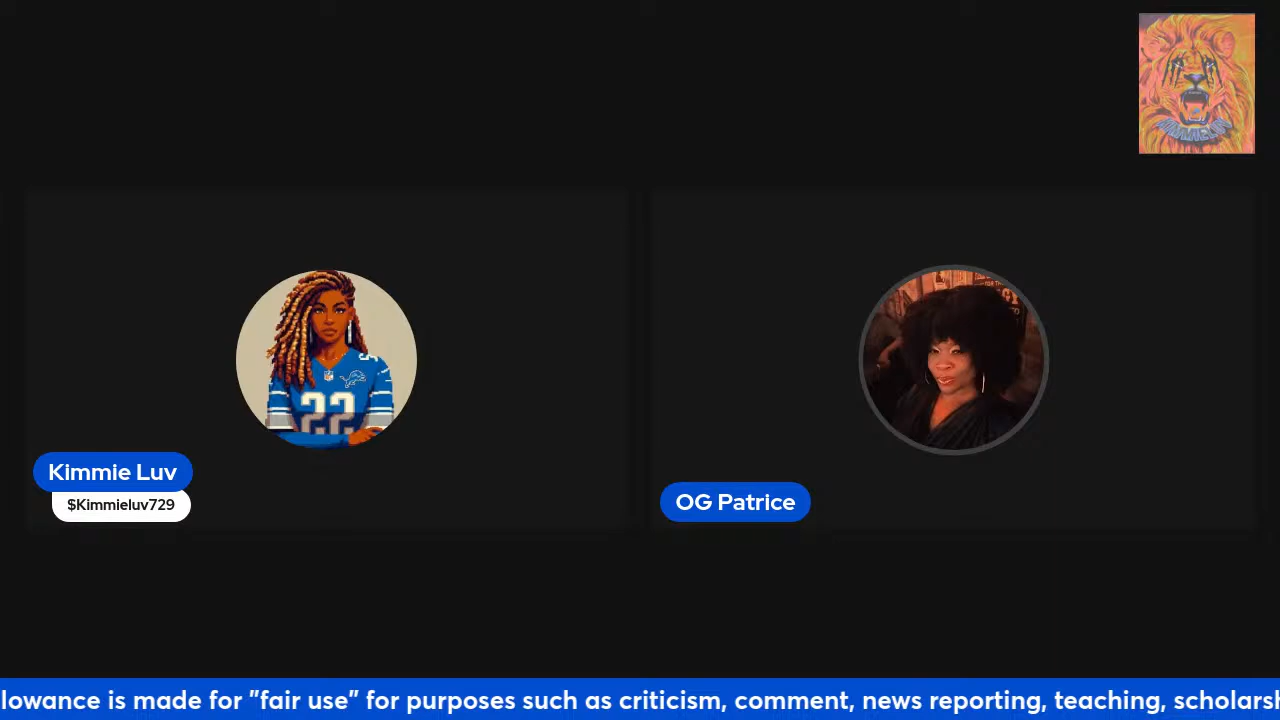 22
Kimmie Luv
$Kimmieluv729
OG Patrice
lowance is made for "fair use" for purposes such as criticism, comment, news reporting, teaching, scholarsh